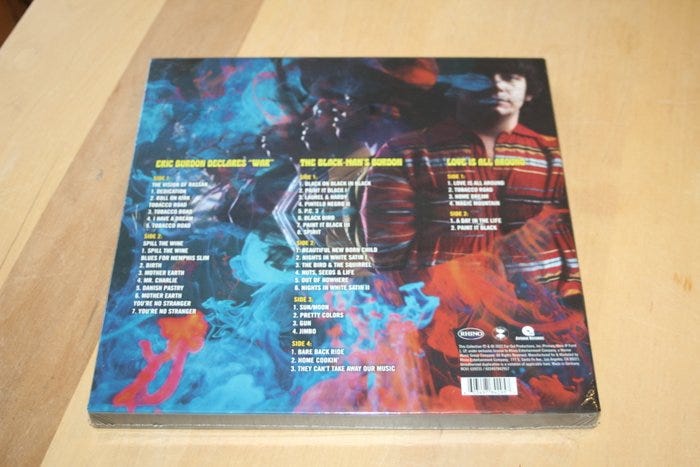 ERIC BURDON DECLARES "WAR"
SIDE 1:
THE VISION OF RASSAN
1. DEDICATION
2. ROLL ON KIRK
TOBACCO ROAD
3. TOBACCO ROAD
4. I HAVE A DREAM
5. TOBACCO ROAD
SIDE 2:
SPILL THE WINE
1. SPILL THE WINE
BLUES FOR MEMPHIS SLIM
2. BIRTH
3. MOTHER EARTH
4. MR. CHARLIE
5. DANISH PASTRY
6. MOTHER EARTH
YOU'RE NO STRANGER
7. YOU'RE NO STRANGER
THE BLACK-MAN'S BURDON
SIDE 1:
1. BLACK ON BLACK IN BLACK
2. PAINT IT BLACK I
3. LAUREL & HARDY
4. PINTELO NEGRO II
5. P.C. 3
6. BLACK BIRD
7. PAINT IT BLACK III
8. SPIRIT
SIDE 2:
1. BEAUTIFUL NEW BORN CHILD
2. NIGHTS IN WHITE SATIN I
3. THE BIRD & THE SQUIRREL
4. NUTS, SEEDS & LIFE
5. OUT OF NOWHERE
6. NIGHTS IN WHITE SATIN II
SIDE 3:
1. SUN/MOON
2. PRETTY COLORS
3. GUN
4. JIMBO
SIDE 4:
1. BARE BACK RIDE
2. HOME COOKIN'
3. THEY CAN'T TAKE AWAY OUR MUSIC
LOVE IS ALL AROUND
SIDE 1:
1. LOVE IS ALL AROUND
2. TOBACCO ROAD
3. HOME DREAM
4. MAGIC MOUNTAIN
SIDE 2:
1. A DAY IN THE LIFE
2. PAINT IT BLACK
RHINO